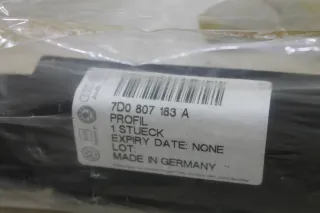 7D0 807 183 A
PROFIL
1 STUECK
EXPIRY DATE: NONE
LOT:
MADE IN GERMANY